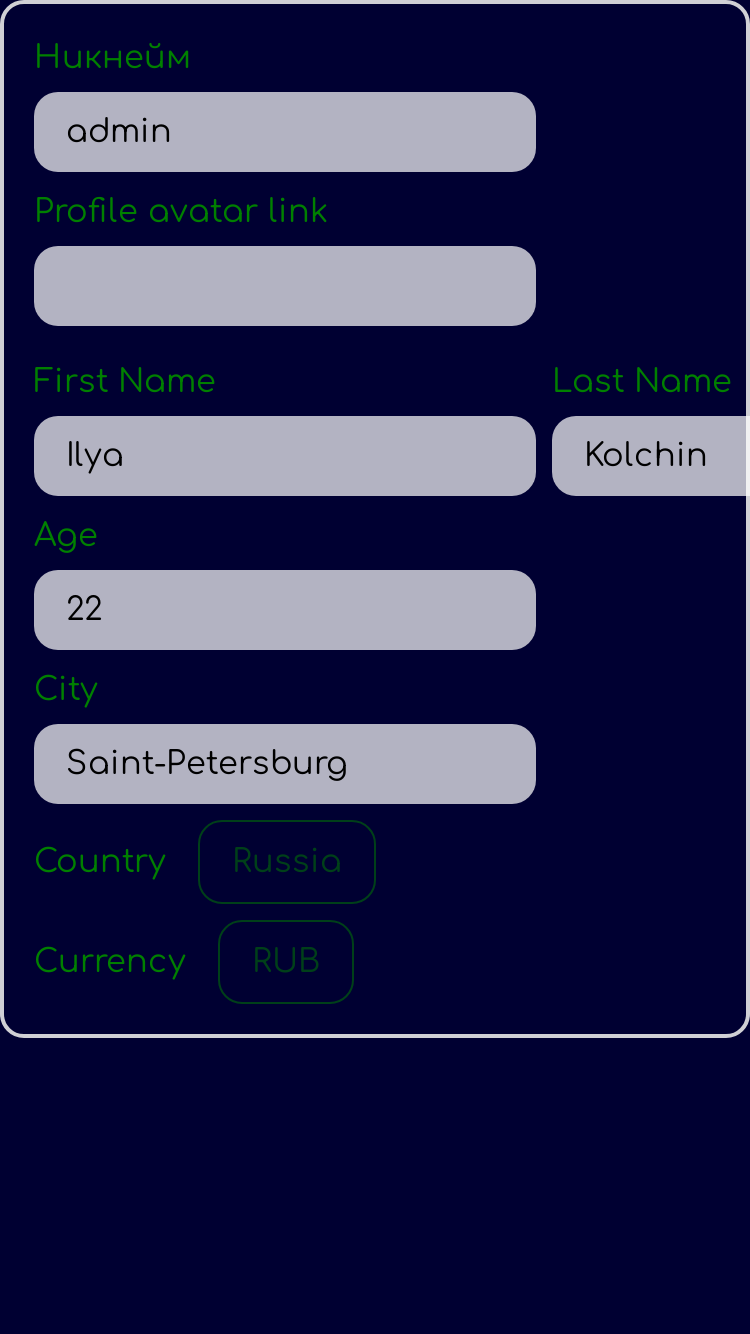 Никнейм
admin
Profile avatar link
First Name Last Name
Ilya Kolchin
Age
22
City
Saint-Petersburg
Country Russia
Currency RUB